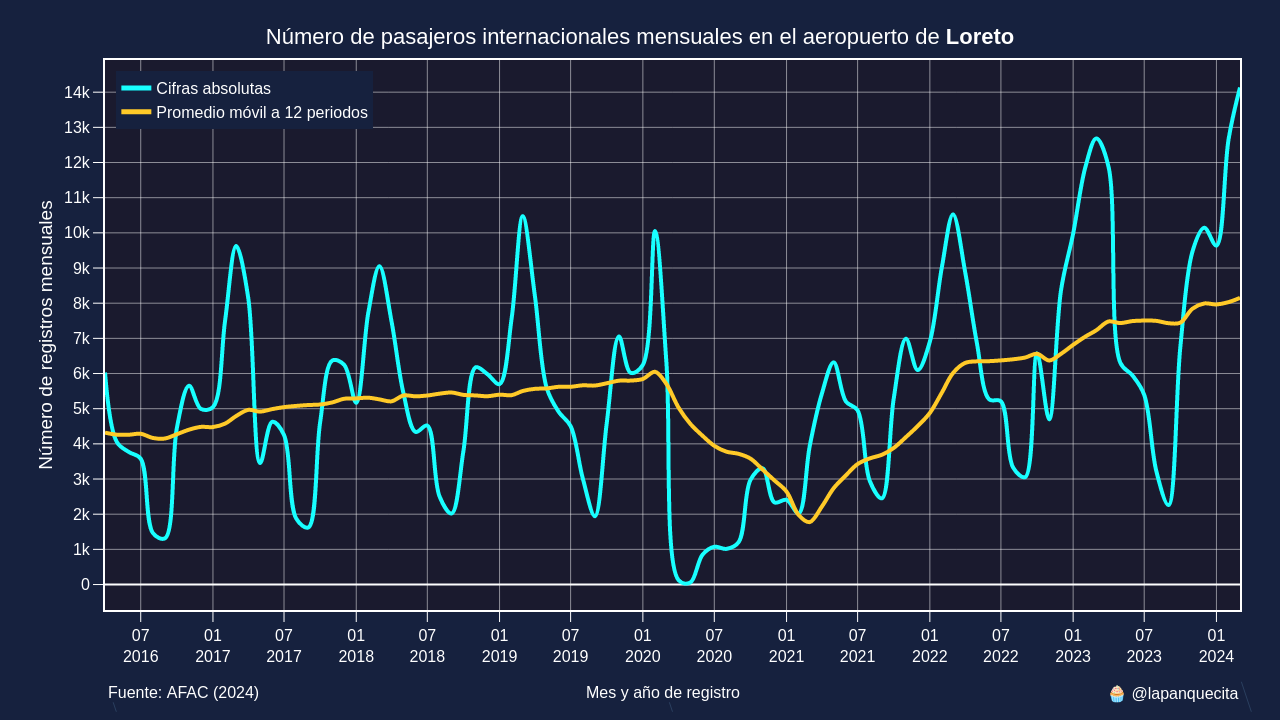 Número de pasajeros internacionales mensuales en el aeropuerto de Loreto
Cifras absolutas
Promedio móvil a 12 periodos
Número de registros mensuales
14k
13k
12k
11k
10k
9k
8k
7k
6k
5k
4k
3k
2k
1k
0
07 01 07 01 07 01 07 01 07 01 07 01 07 01 07 01
2016 2017 2017 2018 2018 2019 2019 2020 2020 2021 2021 2022 2022 2023 2023 2024
Fuente: AFAC (2024) Mes y año de registro 🧁 @lapanquecita